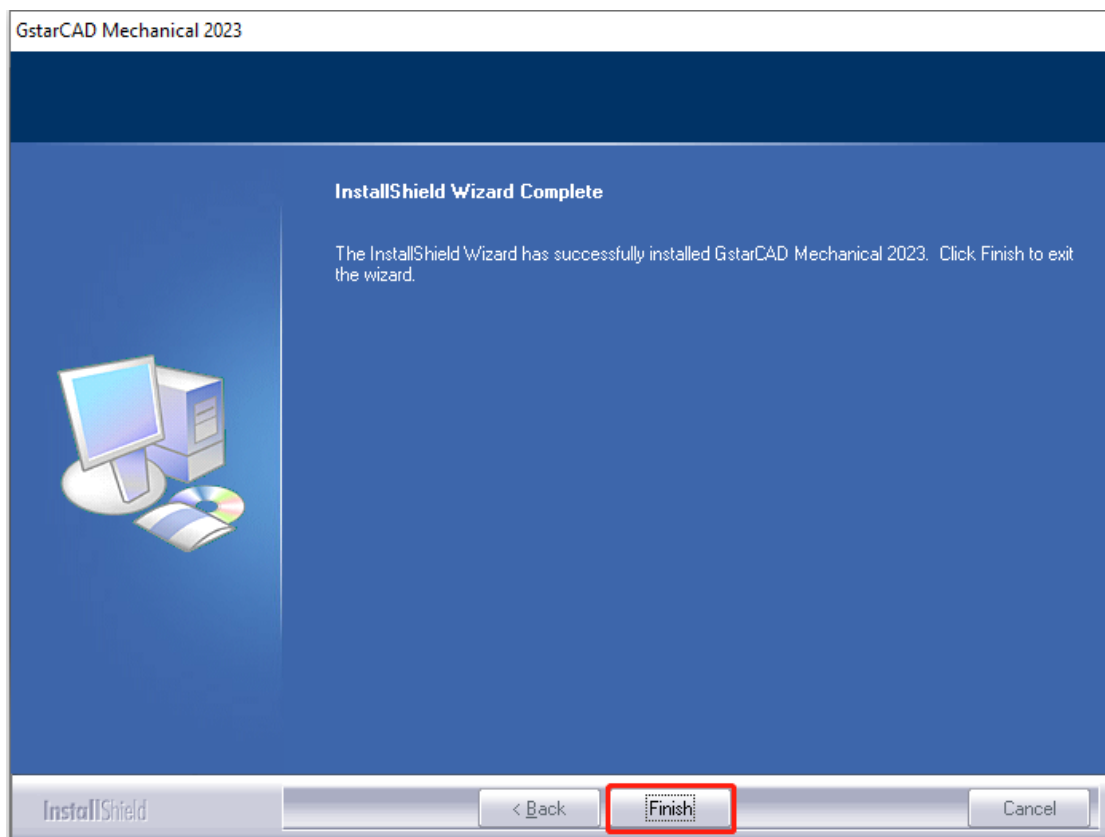 GstarCAD Mechanical 2023
InstallShield Wizard Complete
The InstallShield Wizard has successfully installed GstarCAD Mechanical 2023. Click Finish to exit
the wizard.
InstallShield
< Back
Finish
Cancel